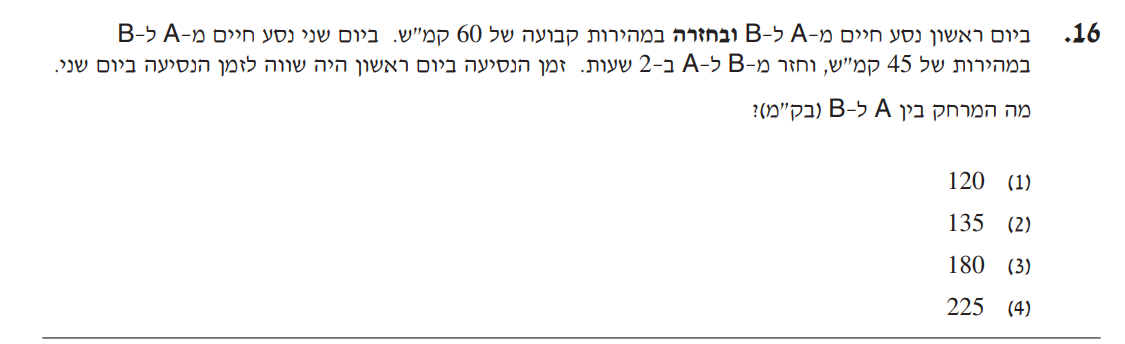 16. ביום ראשון נסע חיים מ-A ל-B ובחזרה במהירות קבועה של 60 קמ"ש. ביום שני נסע חיים מ-A ל-B
במהירות של 45 קמ"ש, וחזר מ-B ל-A ב-2 שעות. זמן הנסיעה ביום ראשון היה שווה לזמן הנסיעה ביום שני.
מה המרחק בין A ל-B (בק"מ)?
(1) 120
(2) 135
(3) 180
(4) 225